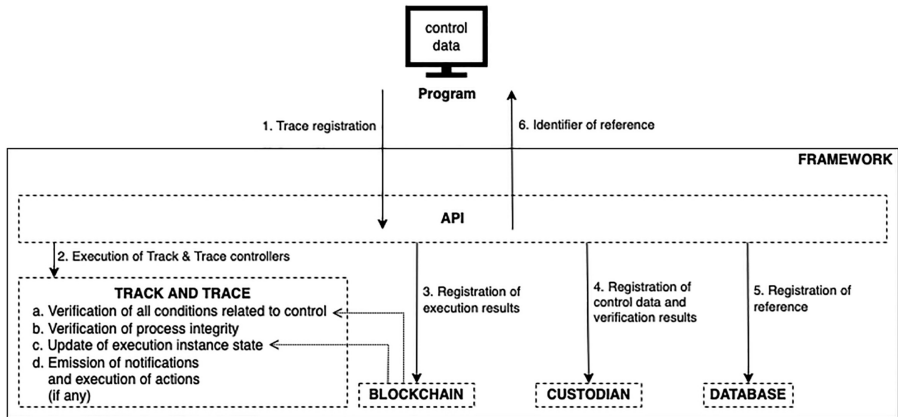 control
data
Program
1. Trace registration
6. Identifier of reference
FRAMEWORK
API
2. Execution of Track & Trace controllers
TRACK AND TRACE
a. Verification of all conditions related to control
b. Verification of process integrity
c. Update of execution instance state
d. Emission of notifications
and execution of actions
(if any)
3. Registration of
execution results
4. Registration of
control data and
verification results
5. Registration of
reference
BLOCKCHAIN
CUSTODIAN
DATABASE